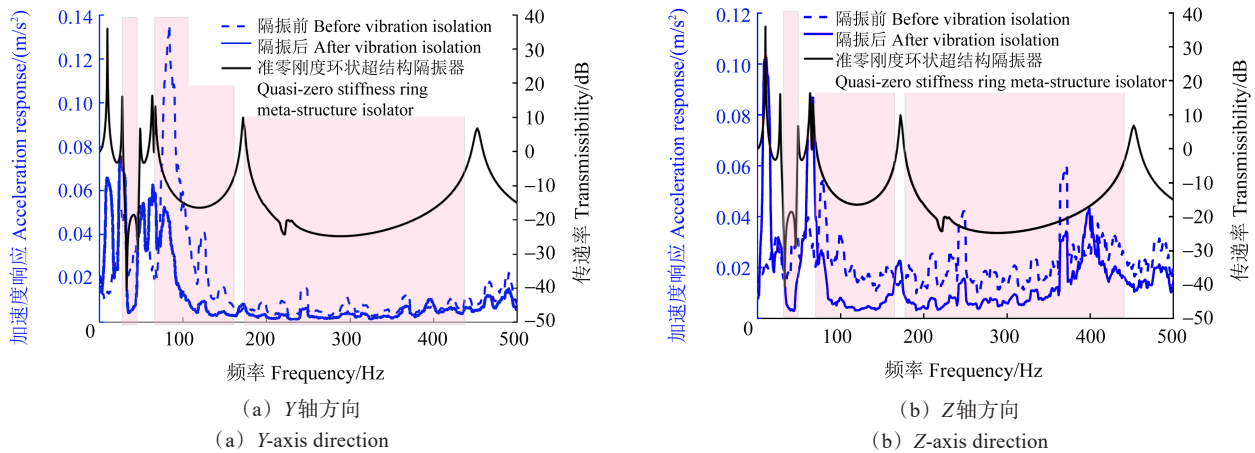 加速度响应 Acceleration response/(m/s²)
0.14
0.12
0.10
0.08
0.06
0.04
0.02
0
100
200
300
400
500
隔振前 Before vibration isolation
隔振后 After vibration isolation
准零刚度环状超结构隔振器
Quasi-zero stiffness ring
meta-structure isolator
40
30
20
10
0
−10
−20
−30
−40
−50
传递率 Transmissibility/dB
频率 Frequency/Hz
（a）Y轴方向
（a）Y-axis direction
加速度响应 Acceleration response/(m/s²)
0.12
0.10
0.08
0.06
0.04
0.02
0
100
200
300
400
500
隔振前 Before vibration isolation
隔振后 After vibration isolation
准零刚度环状超结构隔振器
Quasi-zero stiffness ring meta-structure isolator
40
30
20
10
0
−10
−20
−30
−40
−50
传递率 Transmissibility/dB
频率 Frequency/Hz
（b）Z轴方向
（b）Z-axis direction